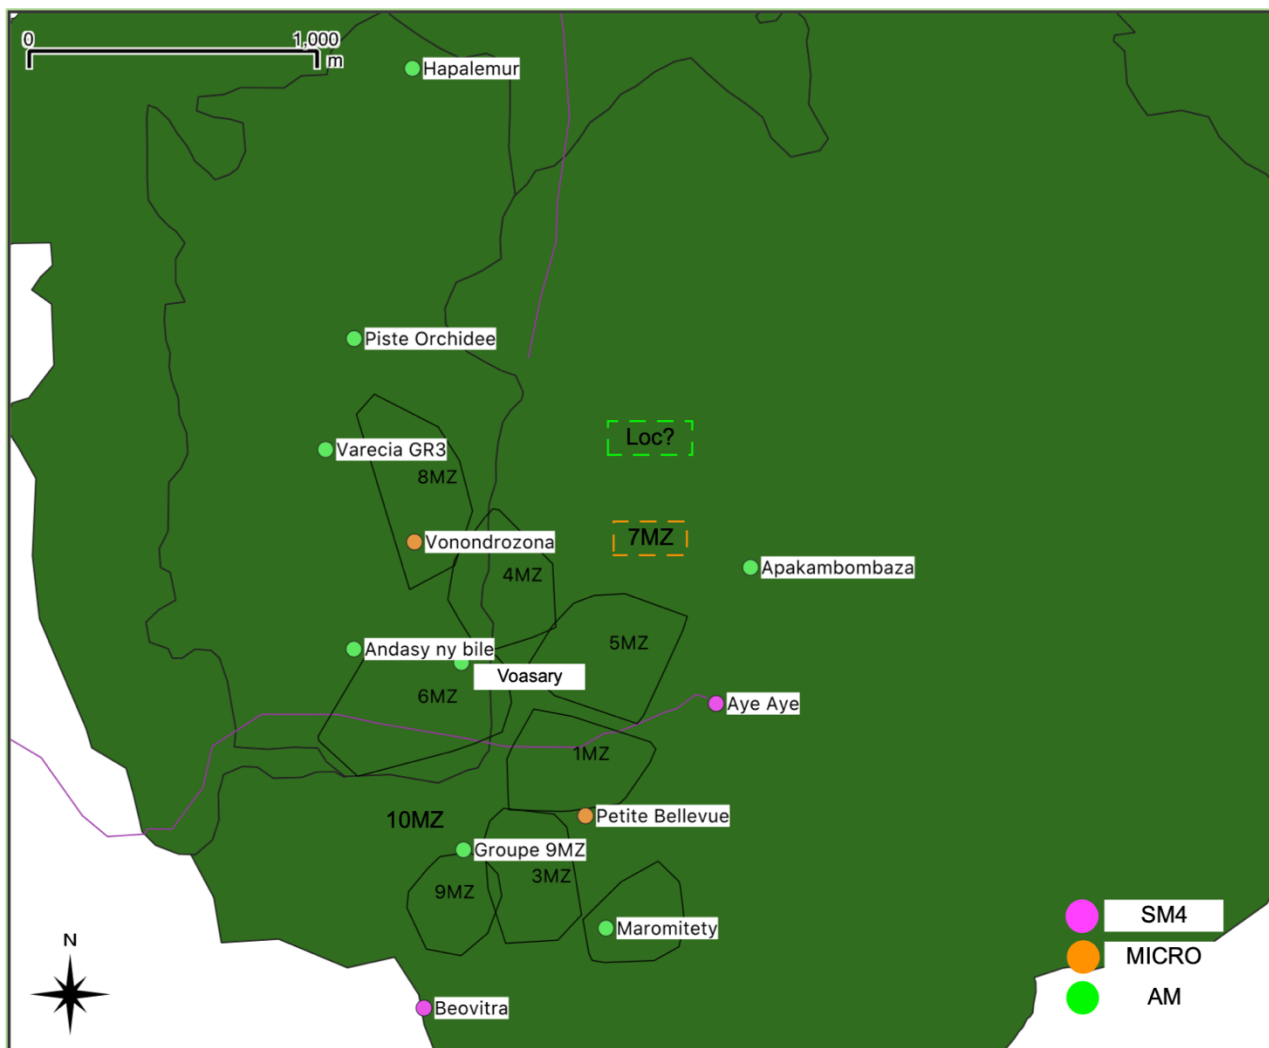 0 1,000
m
Hapalemur
Piste Orchidee
Loc?
Varecia GR3
8MZ
7MZ
Vonondrozona
Apakambombaza
4MZ
5MZ
Andasy ny bile
Voasary
6MZ
Aye Aye
1MZ
Petite Bellevue
10MZ
Groupe 9MZ
3MZ
9MZ
Maromitety
SM4
MICRO
AM
N
Beovitra